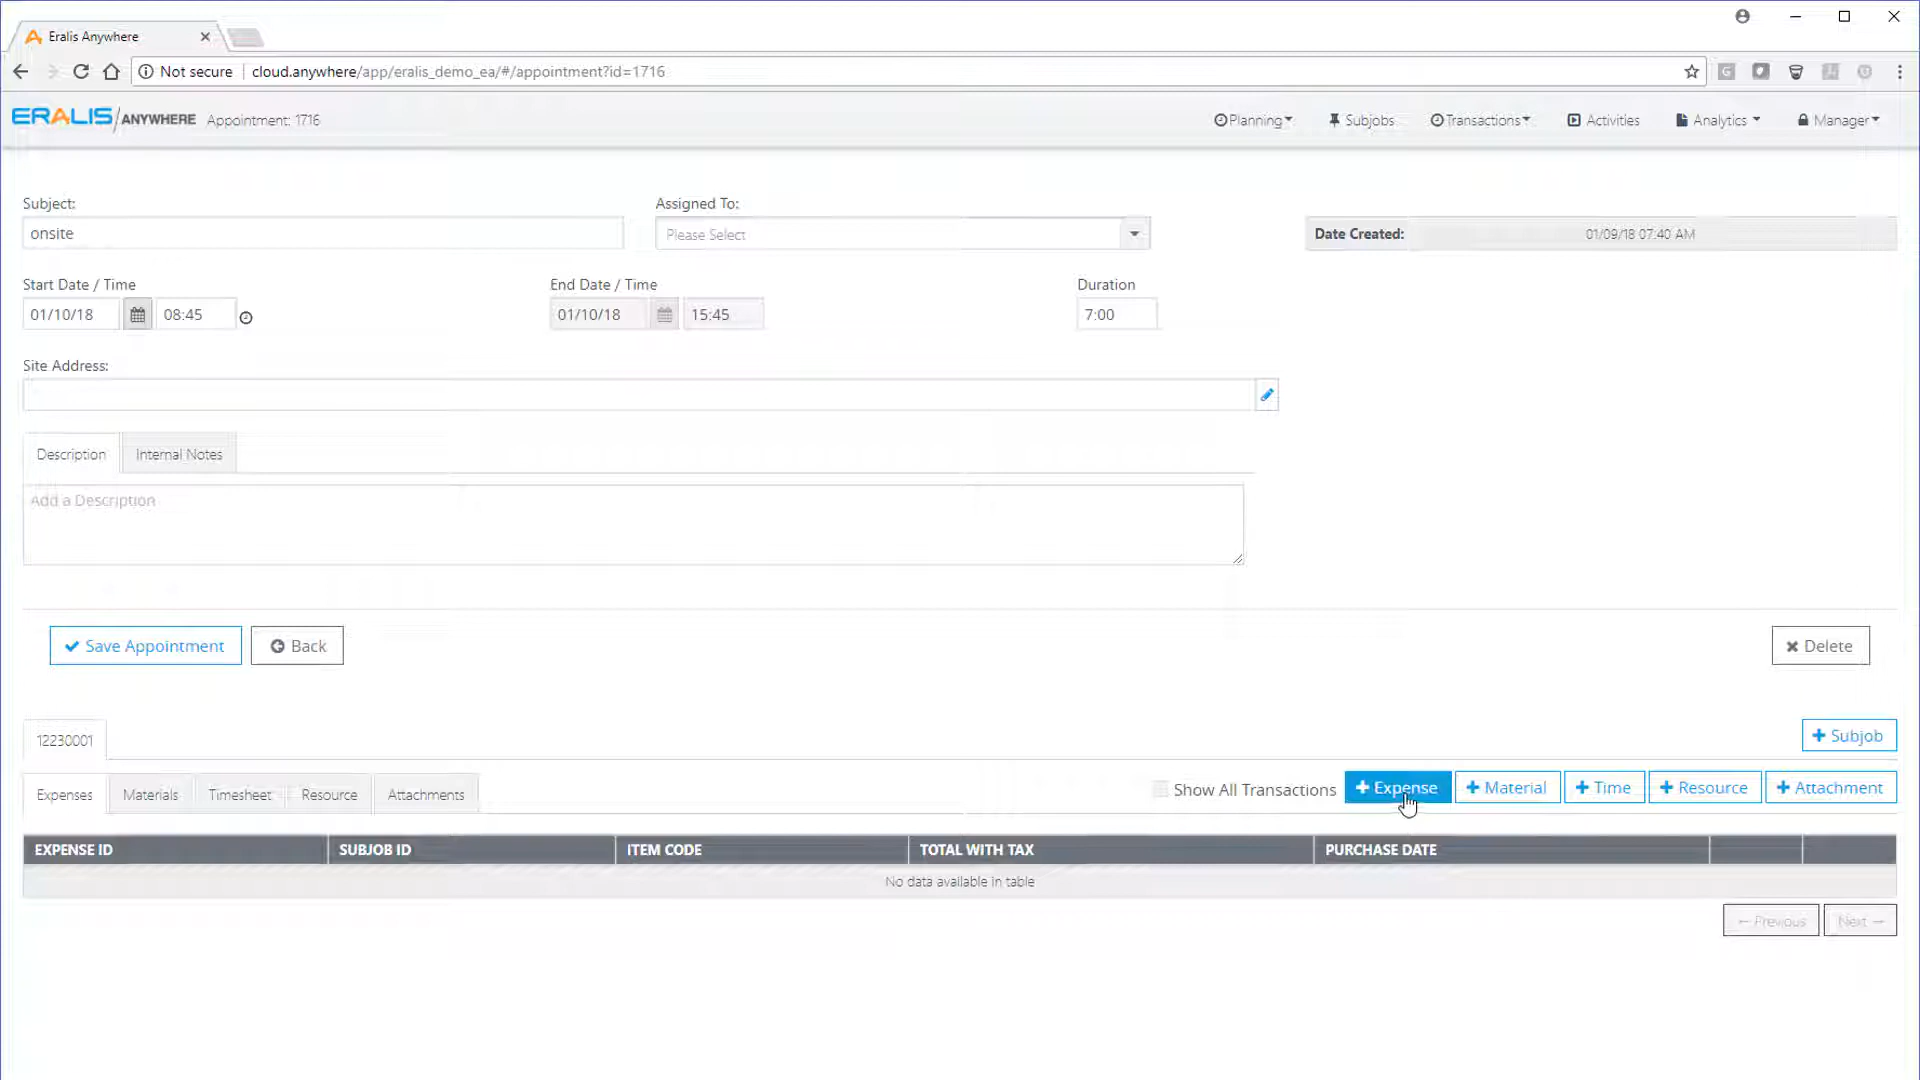 Eralis Anywhere
Not secure cloud.anywhere/app/eralis_demo_ea/#/appointment?id=1716
ERALIS/ANYWHERE Appointment: 1716 Planning Subjobs Transactions Activities Analytics Manager
Subject: Assigned To:
onsite Please Select Date Created: 01/09/18 07:40 AM
Start Date / Time End Date / Time Duration
01/10/18 08:45 01/10/18 15:45 7:00
Site Address:
Description Internal Notes
Add a Description
Save Appointment Back Delete
12230001 + Subjob
Expenses Materials Timesheet Resource Attachments Show All Transactions + Expense + Material + Time + Resource + Attachment
EXPENSE ID SUBJOB ID ITEM CODE TOTAL WITH TAX PURCHASE DATE
No data available in table
← Previous Next →